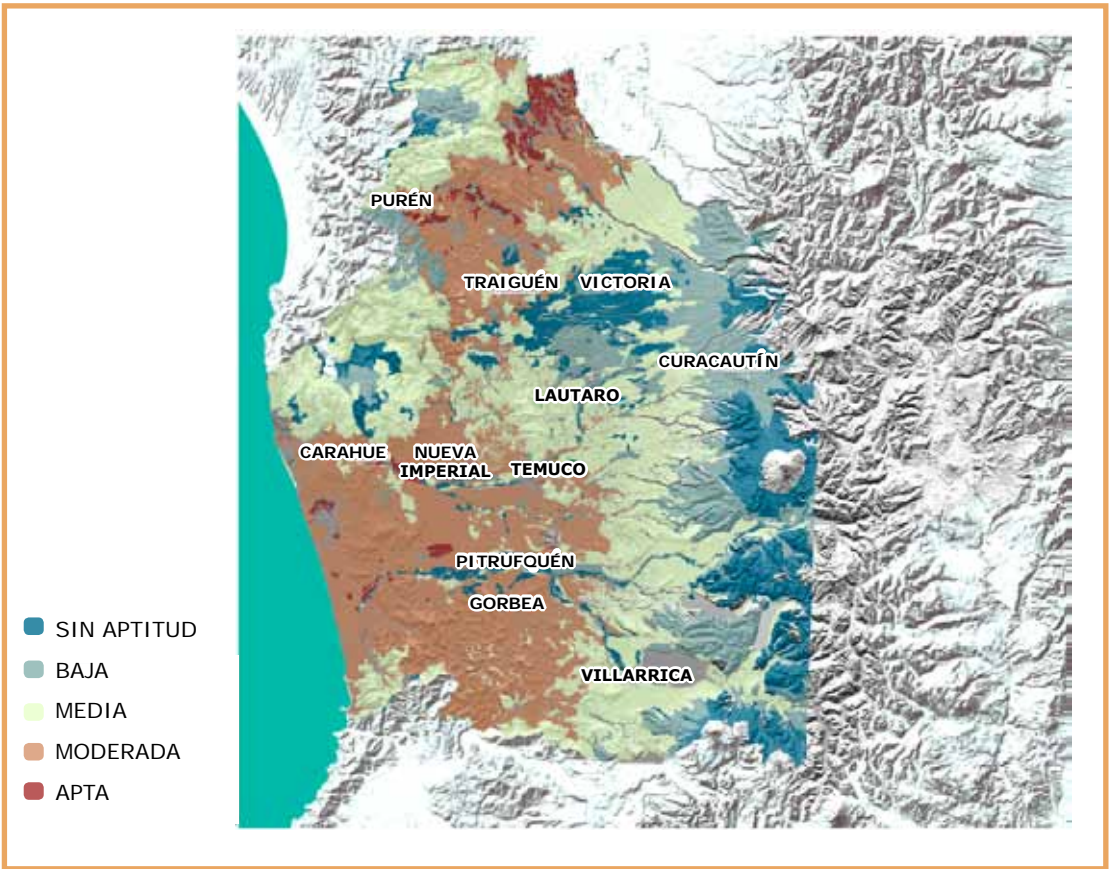 PURÉN
TRAIGUÉN
VICTORIA
CURACAUTÍN
LAUTARO
CARAHUE
NUEVA
IMPERIAL
TEMUCO
PITRUFQUÉN
GORBEA
VILLARRICA
SIN APTITUD
BAJA
MEDIA
MODERADA
APTA